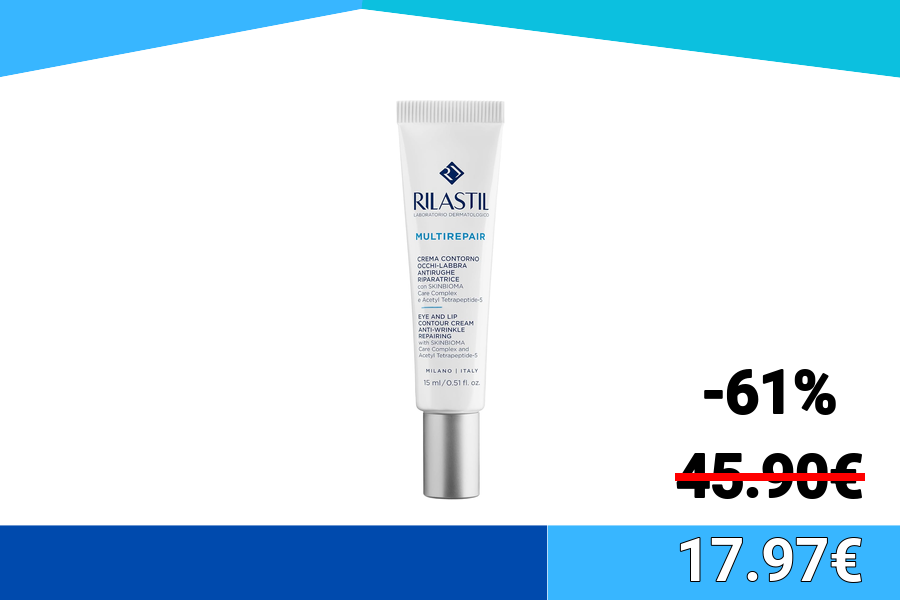 RILASTIL
LABORATORIO DERMATOLOGICO
MULTIREPAIR
CREMA CONTORNO
OCCHI-LABBRA
ANTIRUGHE
RIPARATRICE
con SKINBIOMA
Care Complex
e Acetyl Tetrapeptide-5
EYE AND LIP
CONTOUR CREAM
ANTI-WRINKLE
REPAIRING
with SKINBIOMA
Care Complex and
Acetyl Tetrapeptide-5
MILANO | ITALY
15 ml/0.51 fl. oz.
-61%
45.90€
17.97€